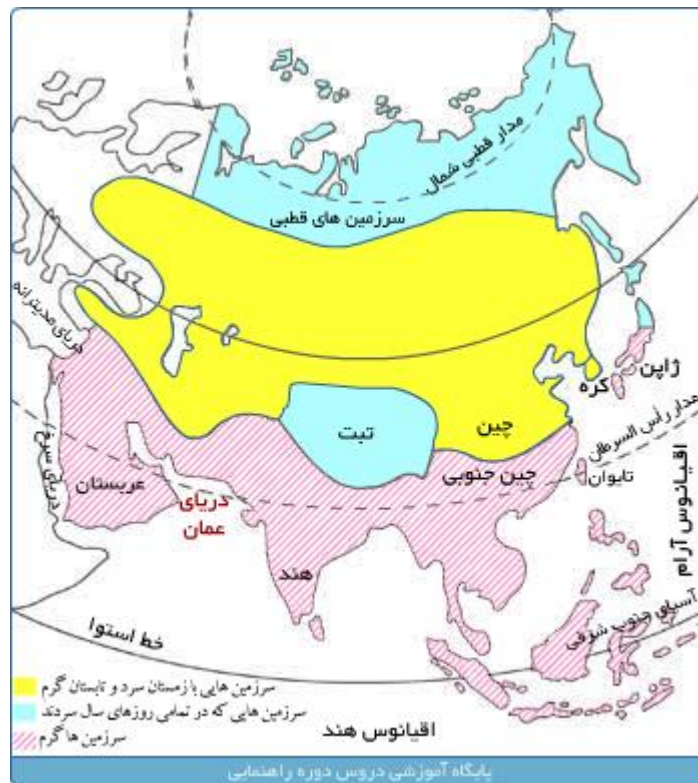 مدار قطبی شمال
سرزمین های قطبی
دریای مدیترانه
ژاپن
کره
چین
تبت
مدار رأس السرطان
تایوان
چین جنوبی
اقیانوس آرام
عربستان
دریای سرخ
دریای
عمان
هند
آسیای جنوب شرقی
خط استوا
سرزمین هایی با زمستان سرد و تابستان گرم
سرزمین هایی که در تمامی روزهای سال سردند
سرزمین ها گرم
اقیانوس هند
پایگاه آموزشی دروس دوره راهنمایی